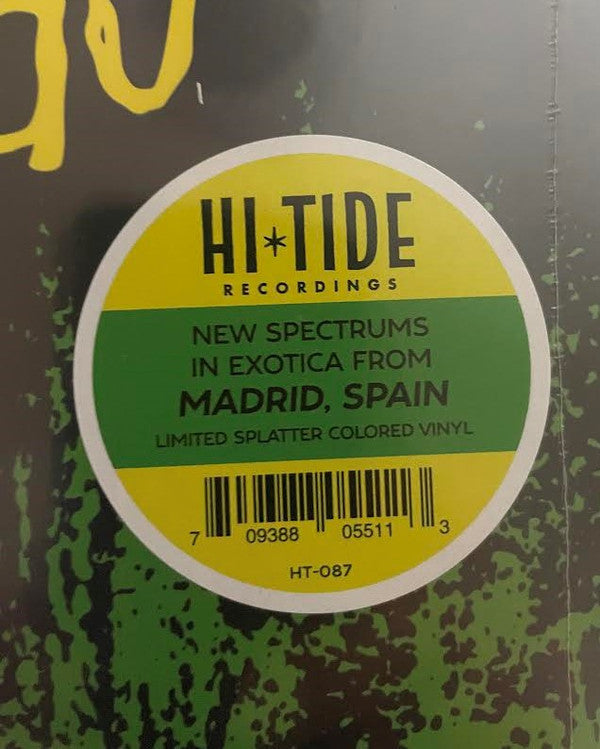 HI*TIDE
RECORDINGS
NEW SPECTRUMS
IN EXOTICA FROM
MADRID, SPAIN
LIMITED SPLATTER COLORED VINYL
7 09388 05511 3
HT-087